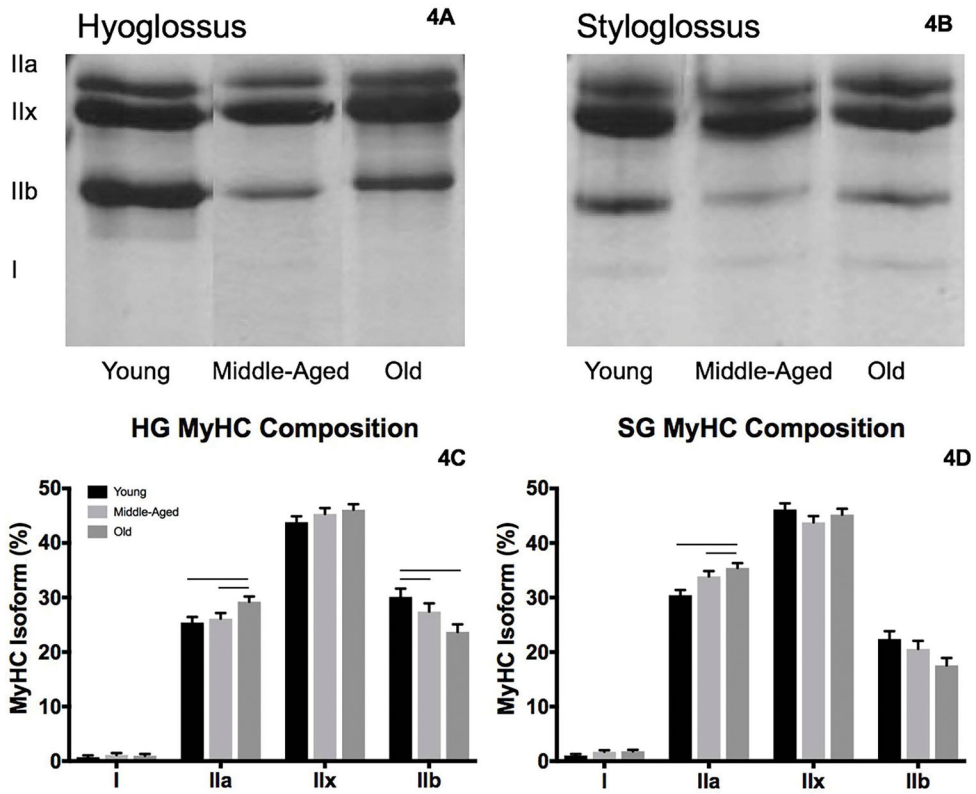 Hyoglossus 4A
Styloglossus 4B
IIa
IIx
IIb
I
Young Middle-Aged Old
Young Middle-Aged Old
HG MyHC Composition
4C
MyHC Isoform (%)
50
40
30
20
10
0
Young
Middle-Aged
Old
I IIa IIx IIb
SG MyHC Composition
4D
MyHC Isoform (%)
50
40
30
20
10
0
I IIa IIx IIb